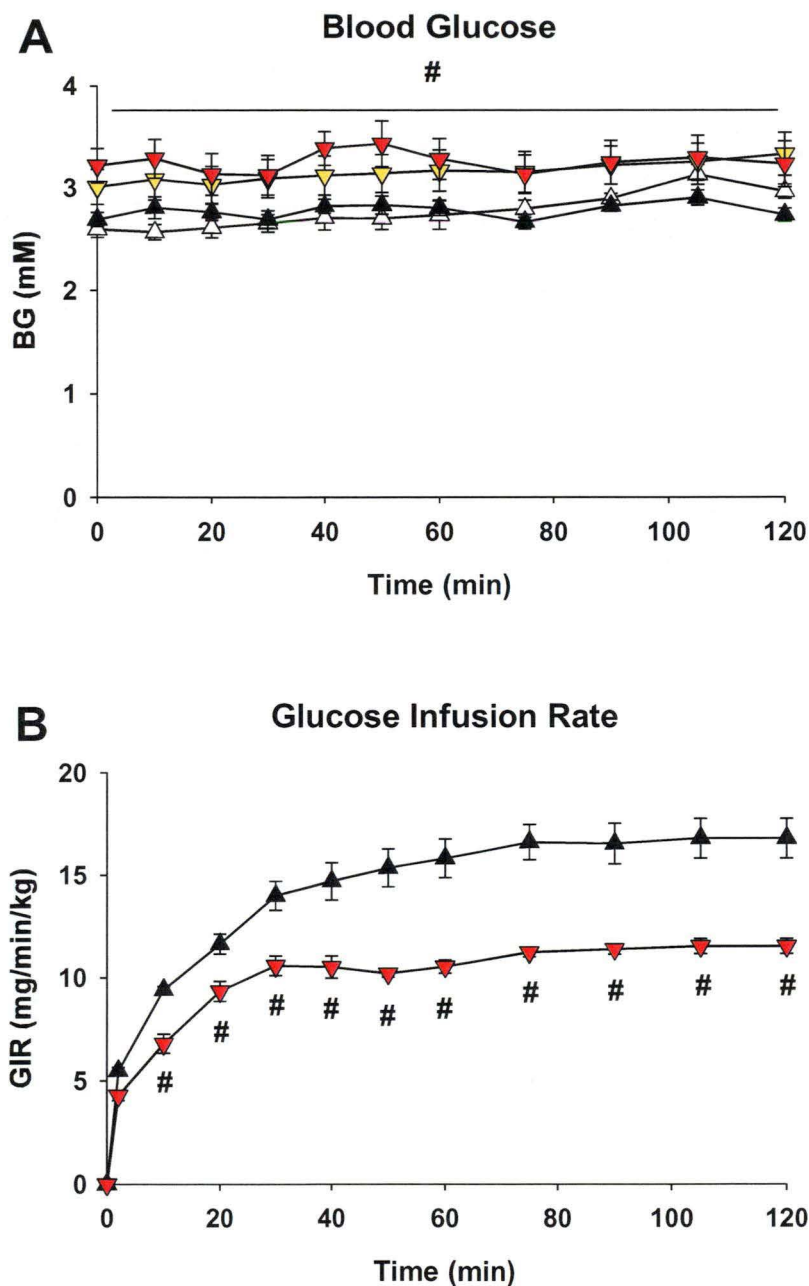 A
Blood Glucose
#
4
3
2
1
0
BG (mM)
0 20 40 60 80 100 120
Time (min)
B
Glucose Infusion Rate
20
15
10
5
0
GIR (mg/min/kg)
# # # # # # # # # #
0 20 40 60 80 100 120
Time (min)